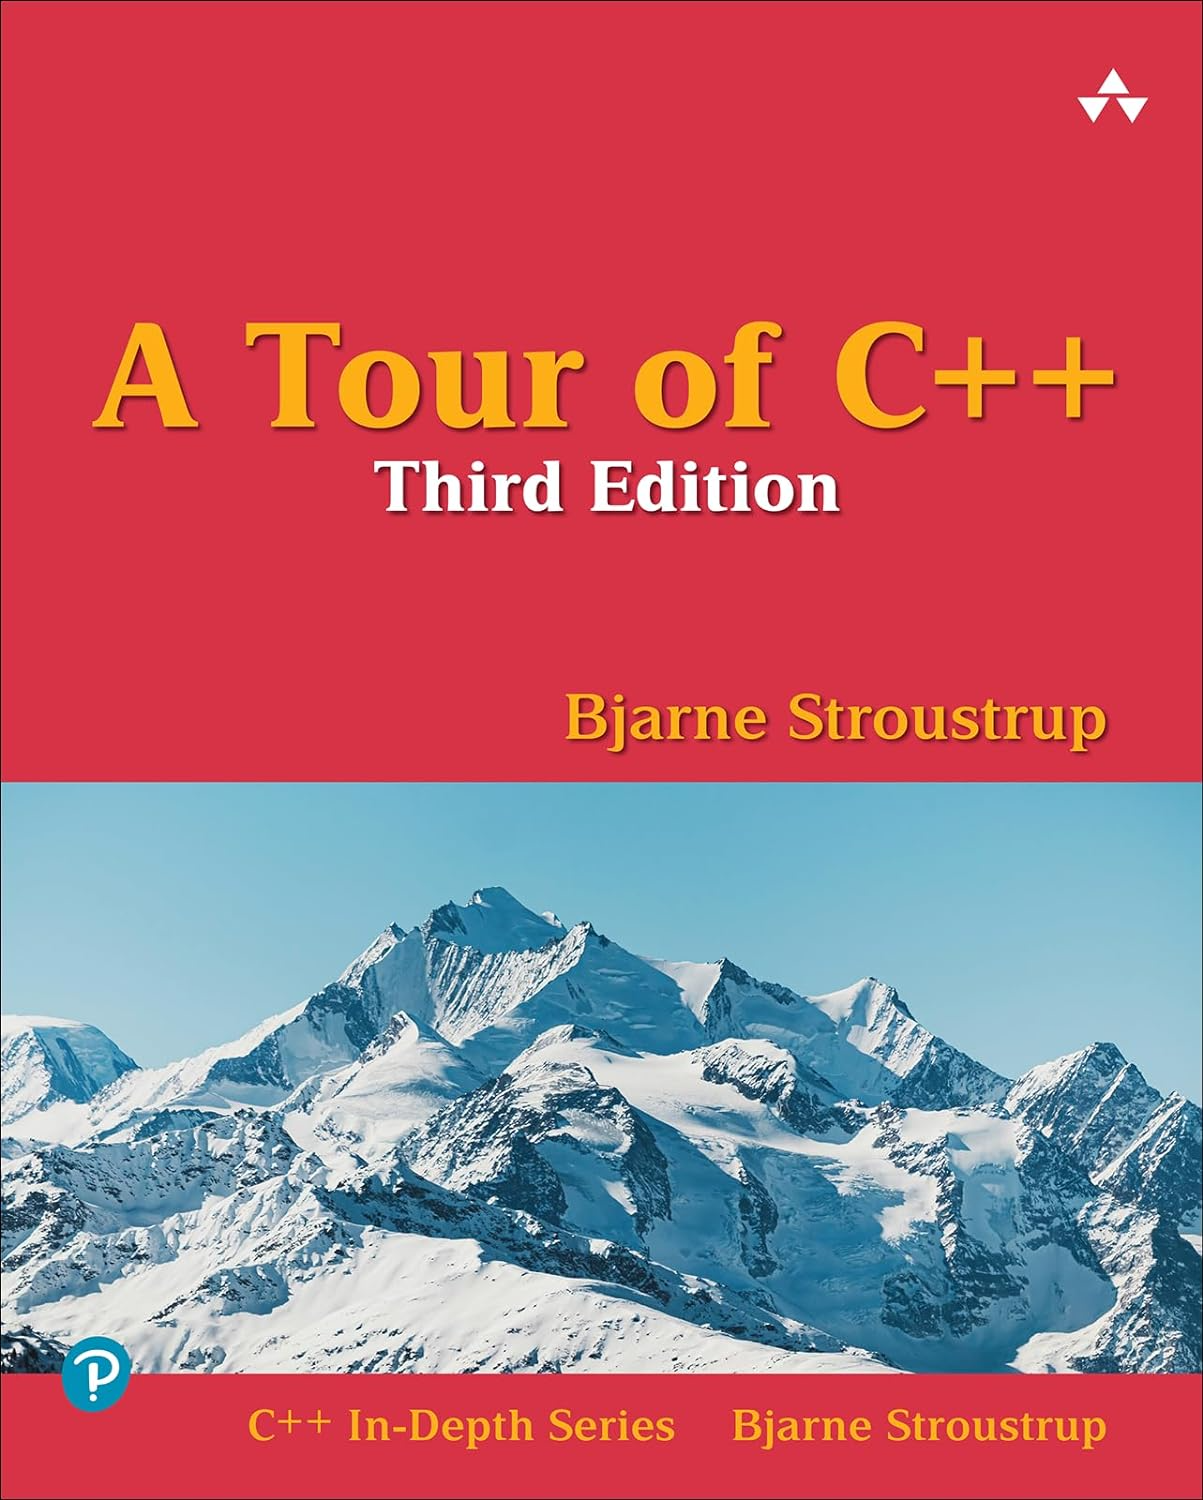 A Tour of C++
Third Edition
Bjarne Stroustrup
P
C++ In-Depth Series Bjarne Stroustrup